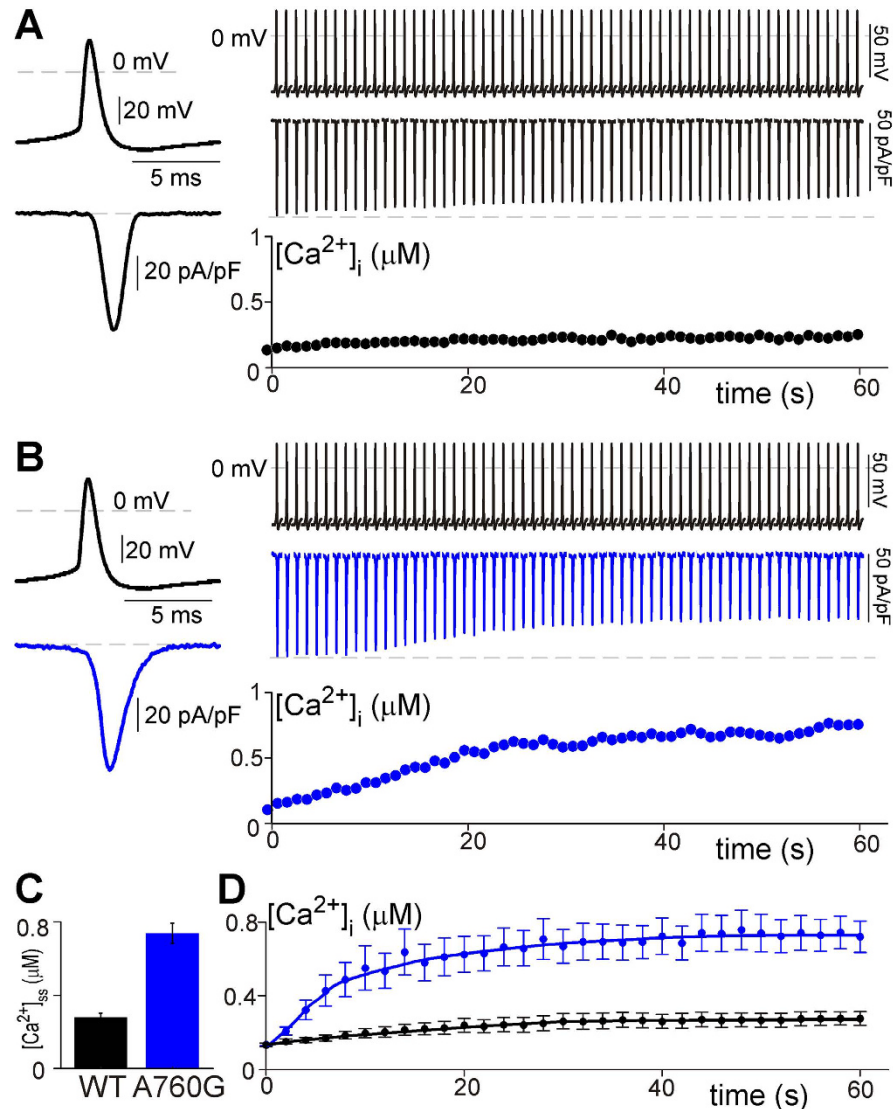 A
0 mV
20 mV
5 ms
20 pA/pF
0 mV
50 mV
50 pA/pF
[Ca²⁺]ᵢ (μM)
1
0.5
0
0 20 40 60
time (s)
B
0 mV
20 mV
5 ms
20 pA/pF
0 mV
50 mV
50 pA/pF
[Ca²⁺]ᵢ (μM)
1
0.5
0
0 20 40 60
time (s)
C
[Ca²⁺]ss (μM)
0.8
0.4
0
WT A760G
D
[Ca²⁺]ᵢ (μM)
0.8
0.4
0
0 20 40 60
time (s)